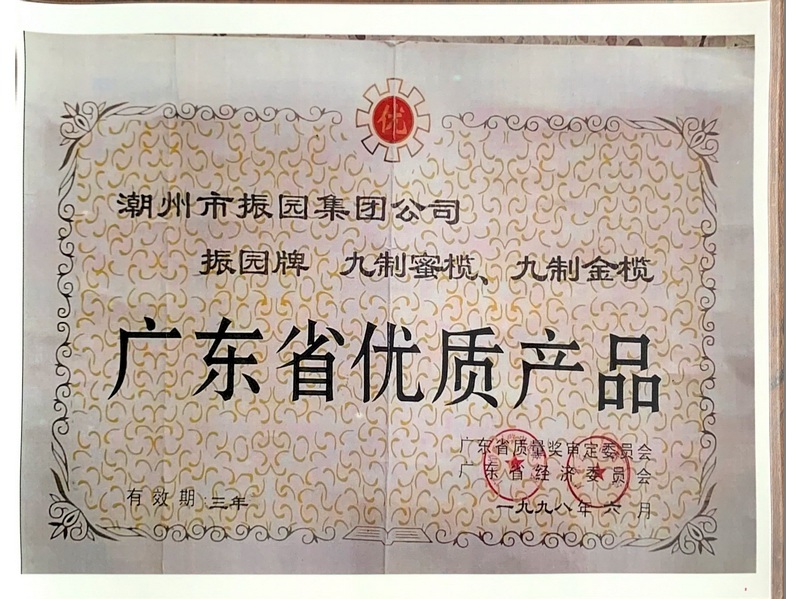 优
潮州市振园集团公司
振园牌 九制蜜榄、九制金榄
广东省优质产品
广东省质量奖审定委员会
广东省经济委员会
有效期:三年
一九九八年六月